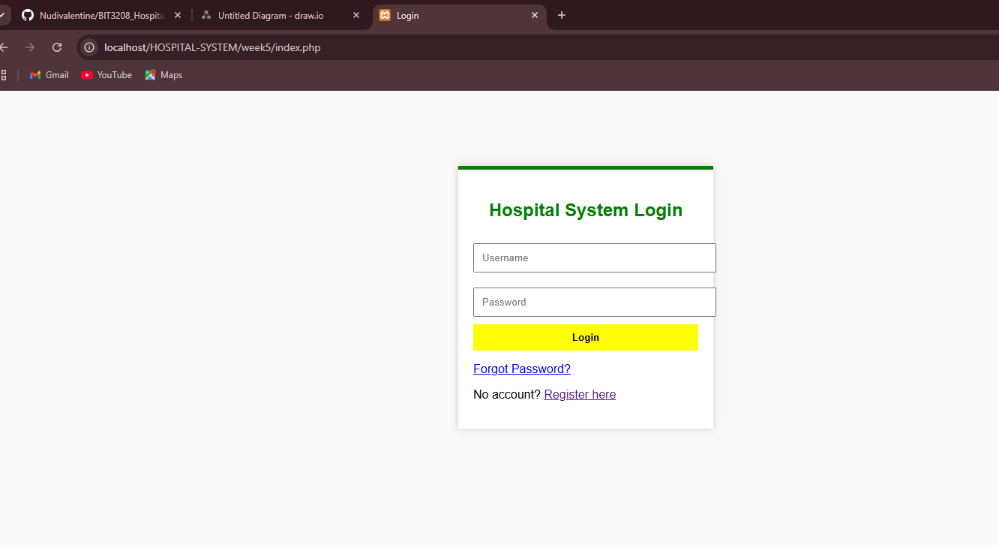 Nudivalentine/BIT3208_Hospita
Untitled Diagram - draw.io
Login
localhost/HOSPITAL-SYSTEM/week5/index.php
Gmail
YouTube
Maps
Hospital System Login
Username
Password
Login
Forgot Password?
No account? Register here